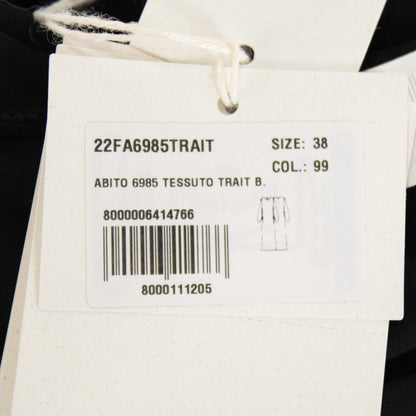 22FA6985TRAIT SIZE: 38
COL.: 99
ABITO 6985 TESSUTO TRAIT B.
8000006414766
8000111205